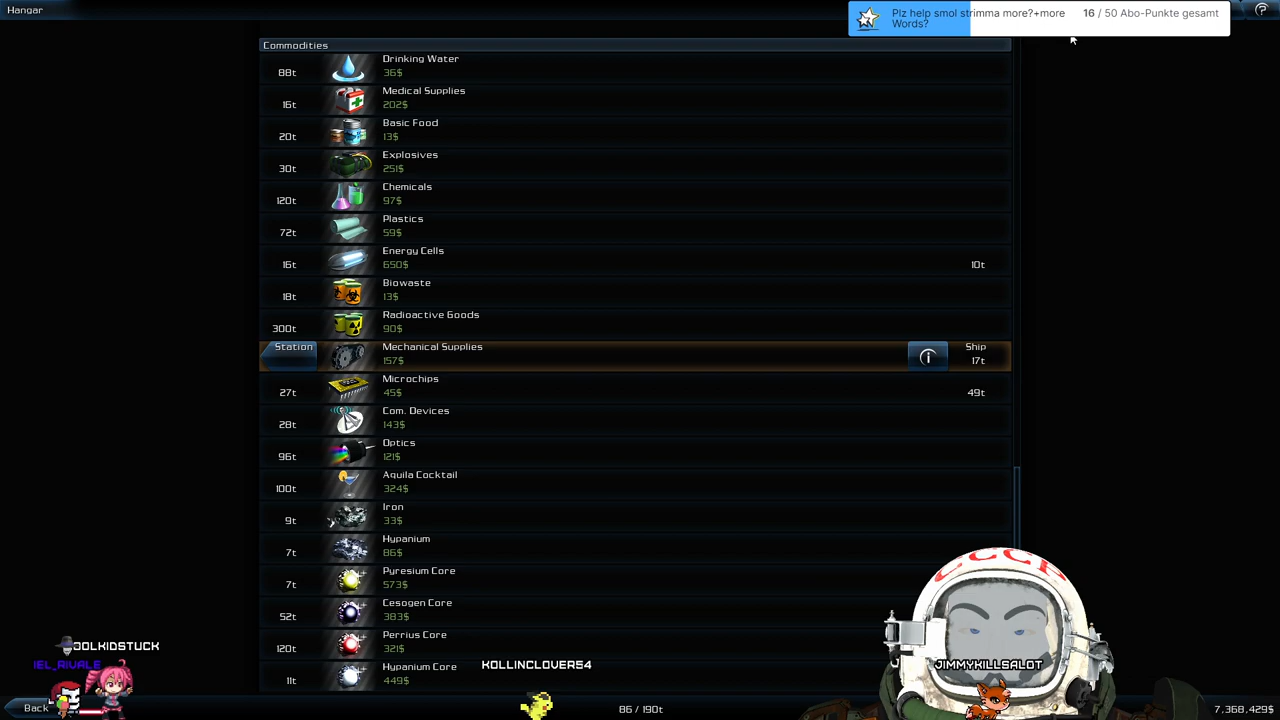 Hangar
Plz help smol strimma more?+more
Words?
16 / 50 Abo-Punkte gesamt
Commodities
Drinking Water
88t
36$
Medical Supplies
16t
202$
Basic Food
20t
13$
Explosives
30t
251$
Chemicals
120t
97$
Plastics
72t
59$
Energy Cells
16t
650$
10t
Biowaste
18t
13$
Radioactive Goods
300t
90$
Station
Mechanical Supplies
157$
Ship
17t
Microchips
27t
45$
49t
Com. Devices
28t
143$
Optics
96t
121$
Aquila Cocktail
100t
324$
Iron
9t
33$
Hypanium
7t
86$
Pyresium Core
7t
573$
Cesogen Core
52t
383$
Perrius Core
120t
321$
Hypanium Core
11t
449$
CCCP
OOLKIDSTUCK
IEL_RIVALE
KOLLINCLOVER54
JIMMYKILLSALOT
Back
86 / 190t
7,368,429$